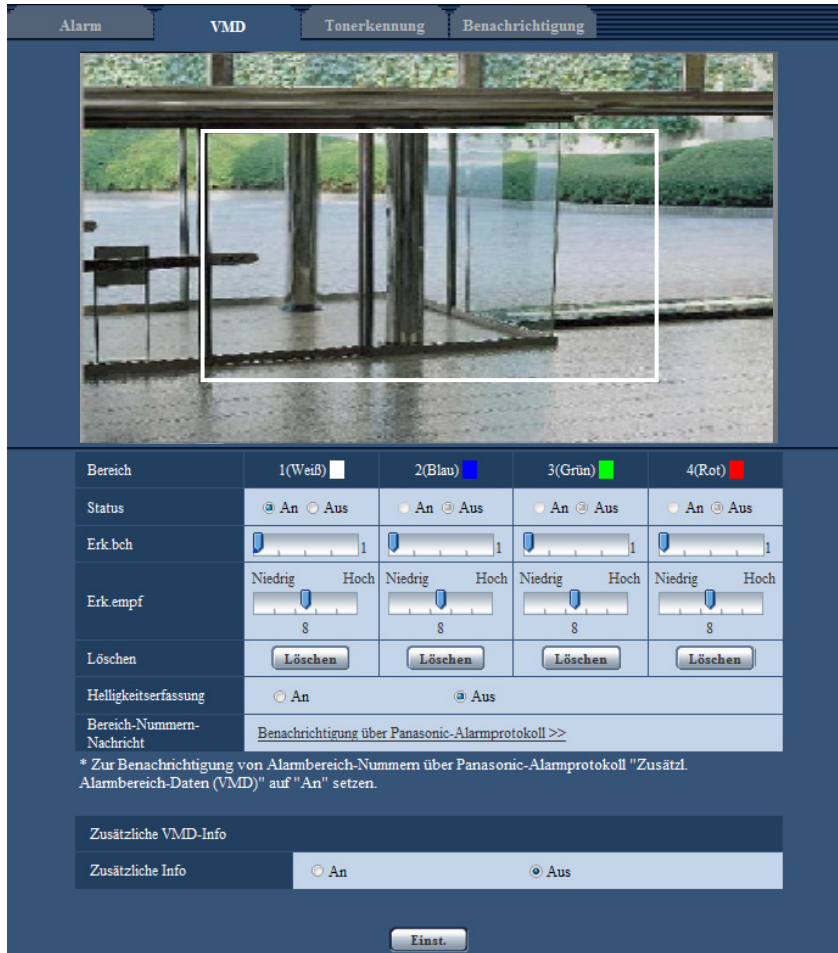 Alarm VMD Tonerkennung Benachrichtigung
Bereich 1(Weiß) 2(Blau) 3(Grün) 4(Rot)
Status An Aus An Aus An Aus An Aus
Erk.bch 1 1 1 1
Niedrig Hoch Niedrig Hoch Niedrig Hoch Niedrig Hoch
Erk.empf
8 8 8 8
Löschen Löschen Löschen Löschen Löschen
Helligkeitserfassung An Aus
Bereich-Nummern-
Nachricht
Benachrichtigung über Panasonic-Alarmprotokoll >>
* Zur Benachrichtigung von Alarmbereich-Nummern über Panasonic-Alarmprotokoll "Zusätzl.
Alarmbereich-Daten (VMD)" auf "An" setzen.
Zusätzliche VMD-Info
Zusätzliche Info An Aus
Einst.